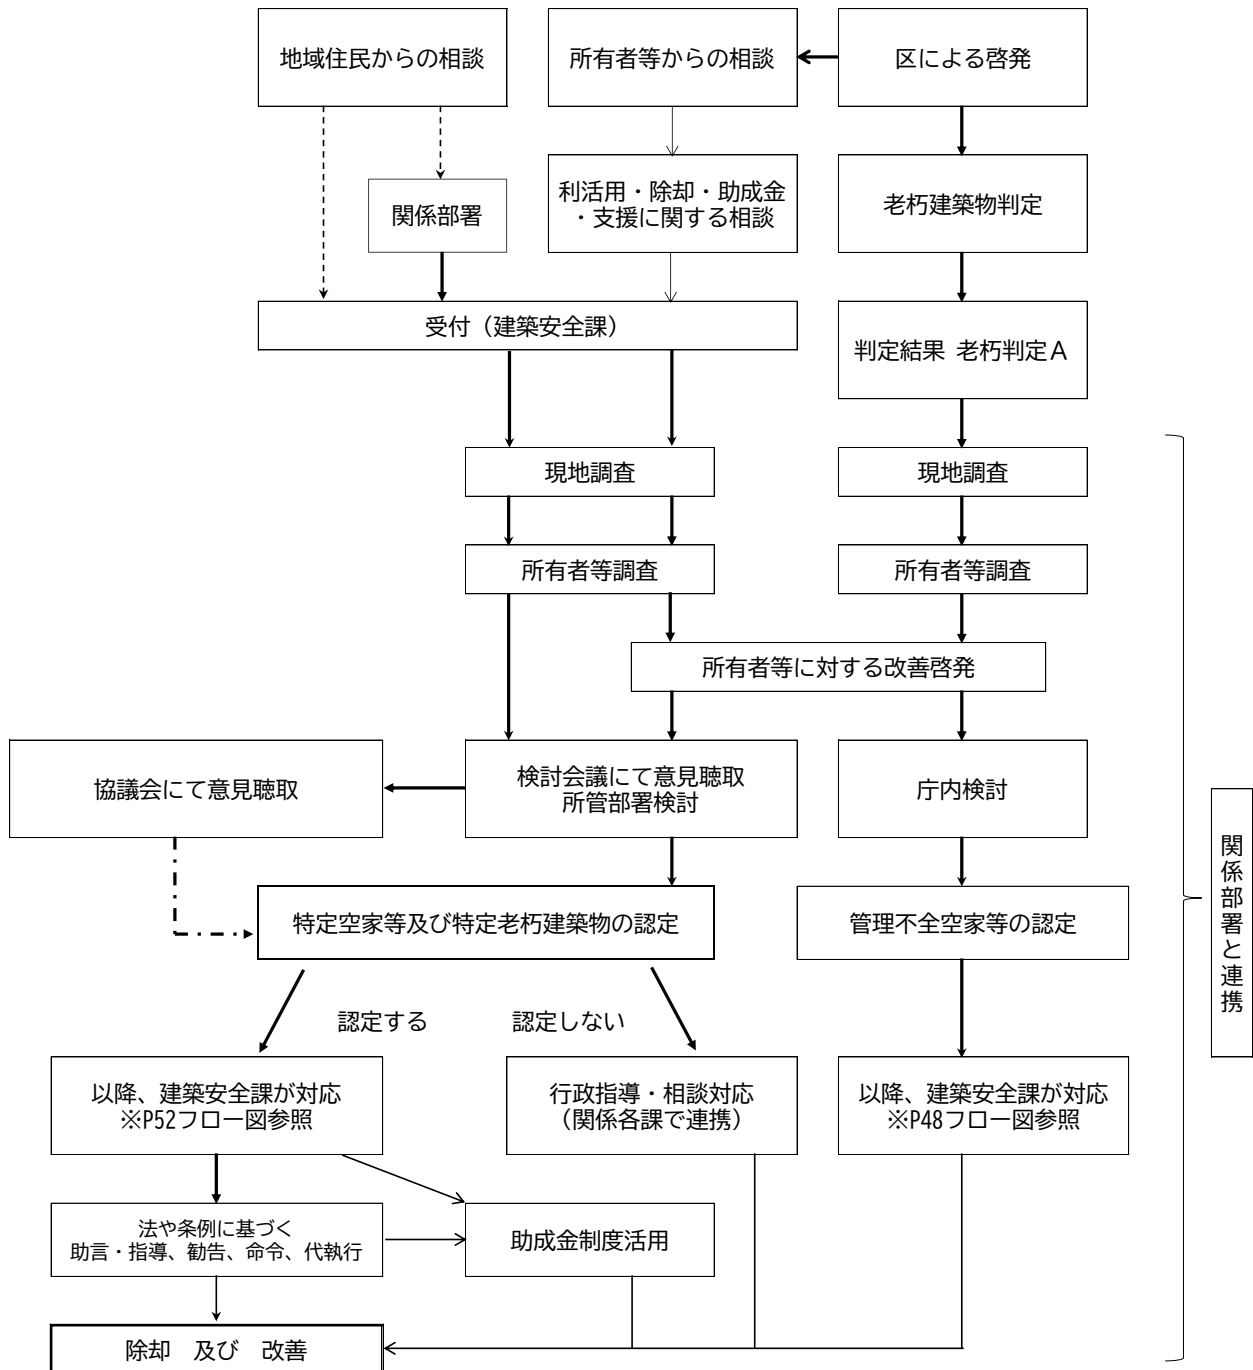 地域住民からの相談
所有者等からの相談
区による啓発
関係部署
利活用・除却・助成金
・支援に関する相談
老朽建築物判定
受付（建築安全課）
判定結果 老朽判定Ａ
現地調査
現地調査
所有者等調査
所有者等調査
所有者等に対する改善啓発
協議会にて意見聴取
検討会議にて意見聴取
所管部署検討
庁内検討
特定空家等及び特定老朽建築物の認定
管理不全空家等の認定
関係部署と連携
認定する
認定しない
以降、建築安全課が対応
※P52フロー図参照
行政指導・相談対応
（関係各課で連携）
以降、建築安全課が対応
※P48フロー図参照
法や条例に基づく
助言・指導、勧告、命令、代執行
助成金制度活用
除却　及び　改善